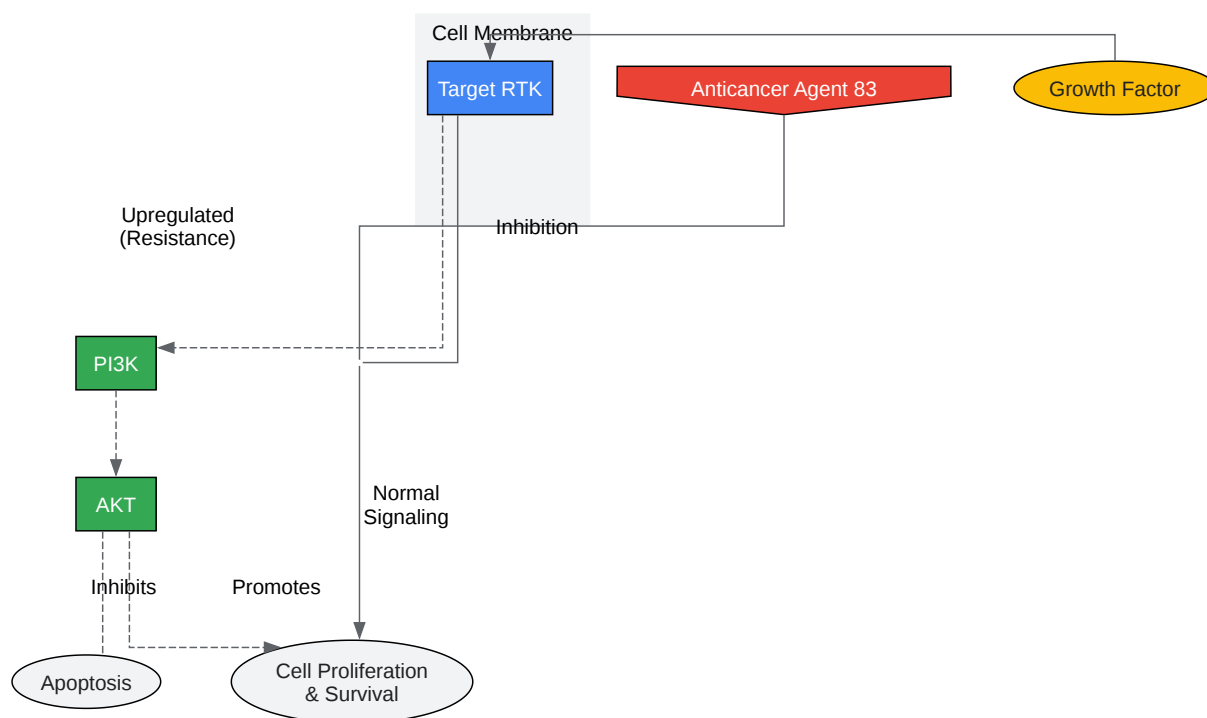 Cell Membrane
Target RTK
Anticancer Agent 83
Growth Factor
Upregulated
(Resistance)
Inhibition
PI3K
AKT
Normal
Signaling
Inhibits
Promotes
Apoptosis
Cell Proliferation
& Survival